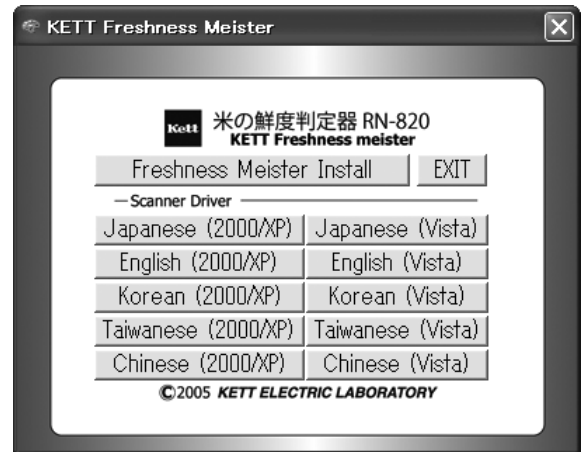 KETT Freshness Meister
Kett 米の鮮度判定器 RN-820
KETT Freshness meister
Freshness Meister Install EXIT
Scanner Driver
Japanese (2000/XP) Japanese (Vista)
English (2000/XP) English (Vista)
Korean (2000/XP) Korean (Vista)
Taiwanese (2000/XP) Taiwanese (Vista)
Chinese (2000/XP) Chinese (Vista)
©2005 KETT ELECTRIC LABORATORY